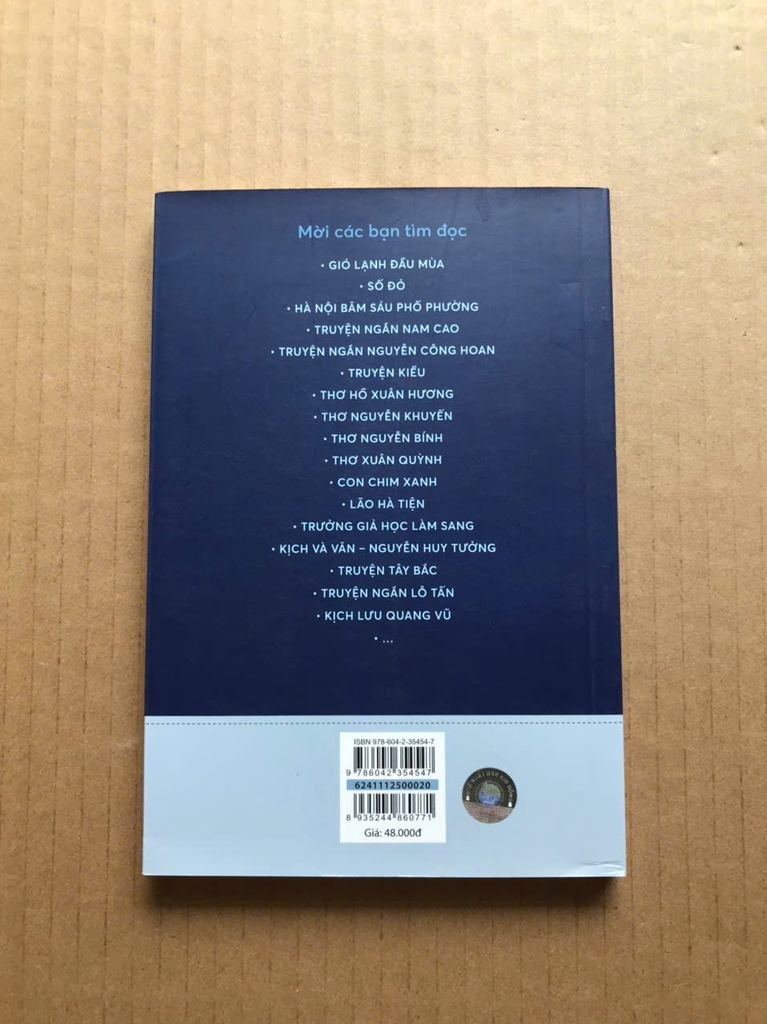 Mời các bạn tìm đọc
• GIÓ LẠNH ĐẦU MÙA
• SỐ ĐỎ
• HÀ NỘI BĂM SÁU PHỐ PHƯỜNG
• TRUYỆN NGẮN NAM CAO
• TRUYỆN NGẮN NGUYỄN CÔNG HOAN
• TRUYỆN KIỀU
• THƠ HỒ XUÂN HƯƠNG
• THƠ NGUYỄN KHUYẾN
• THƠ NGUYỄN BÍNH
• THƠ XUÂN QUỲNH
• CON CHIM XANH
• LÃO HÀ TIỆN
• TRƯỞNG GIẢ HỌC LÀM SANG
• KỊCH VÀ VĂN – NGUYỄN HUY TƯỞNG
• TRUYỆN TÂY BẮC
• TRUYỆN NGẮN LỖ TẤN
• KỊCH LƯU QUANG VŨ
• ...
ISBN 978-604-2-35454-7
9 786042 354547
6241112500020
8 935244 860771
Giá: 48.000đ